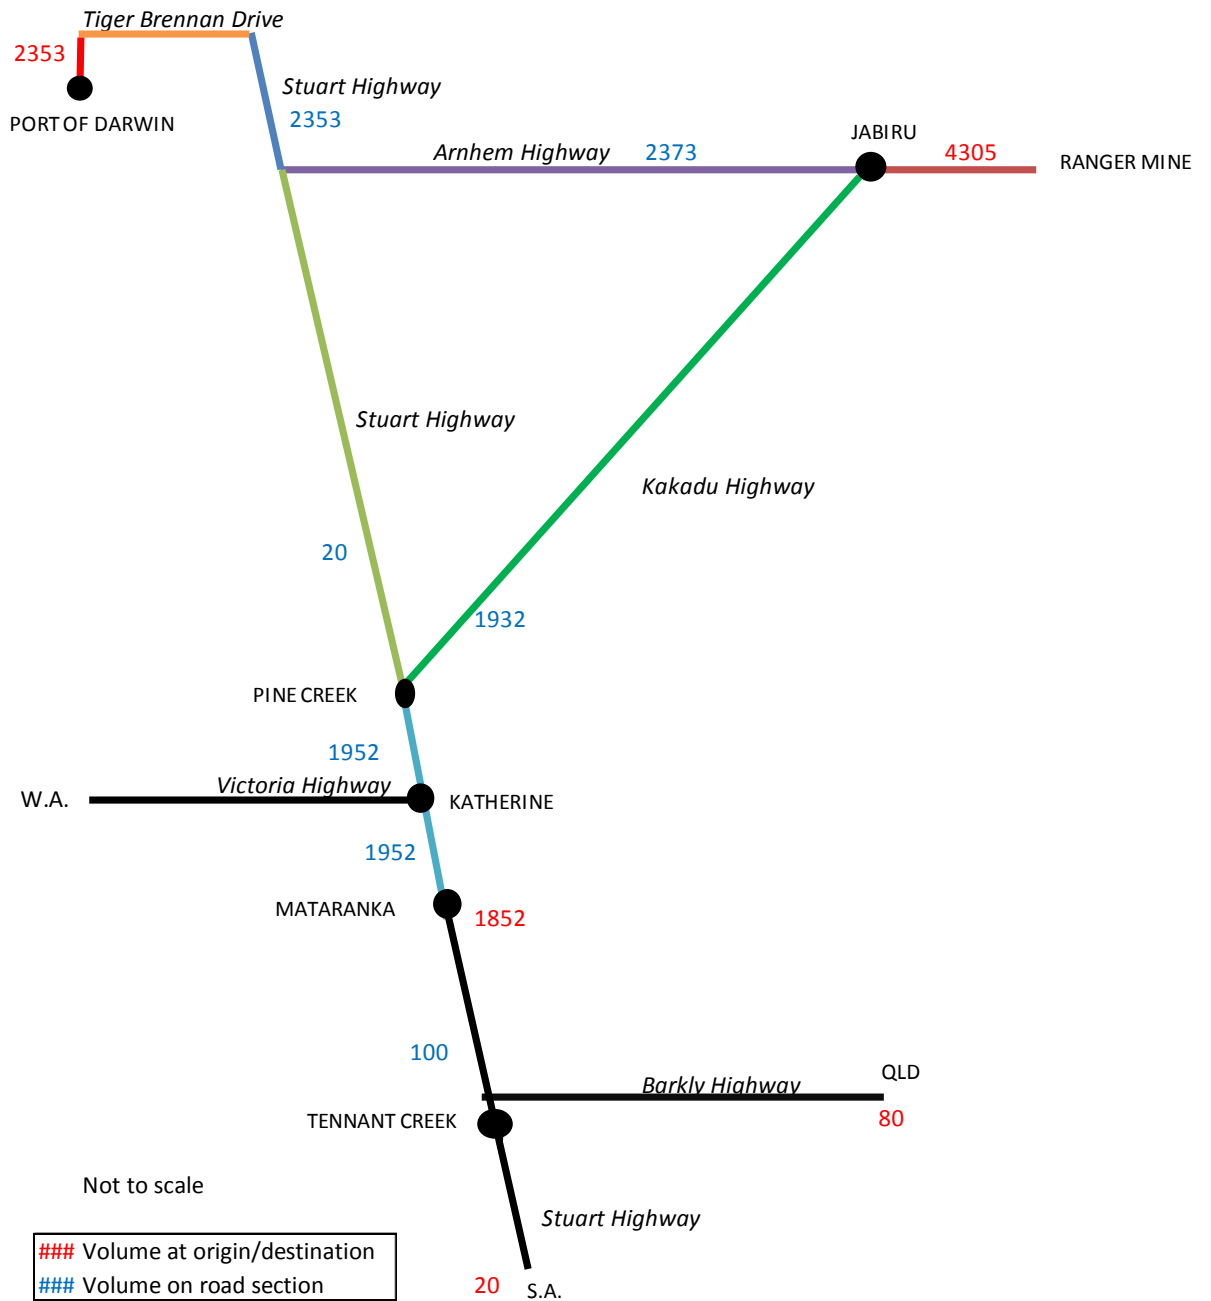 Tiger Brennan Drive
2353
PORT OF DARWIN
Stuart Highway
2353
Arnhem Highway
2373
JABIRU
4305
RANGER MINE
Stuart Highway
Kakadu Highway
20
1932
PINE CREEK
1952
Victoria Highway
W.A.
KATHERINE
1952
MATARANKA
1852
100
QLD
Barkly Highway
80
TENNANT CREEK
Not to scale
Stuart Highway
### Volume at origin/destination
### Volume on road section
20
S.A.